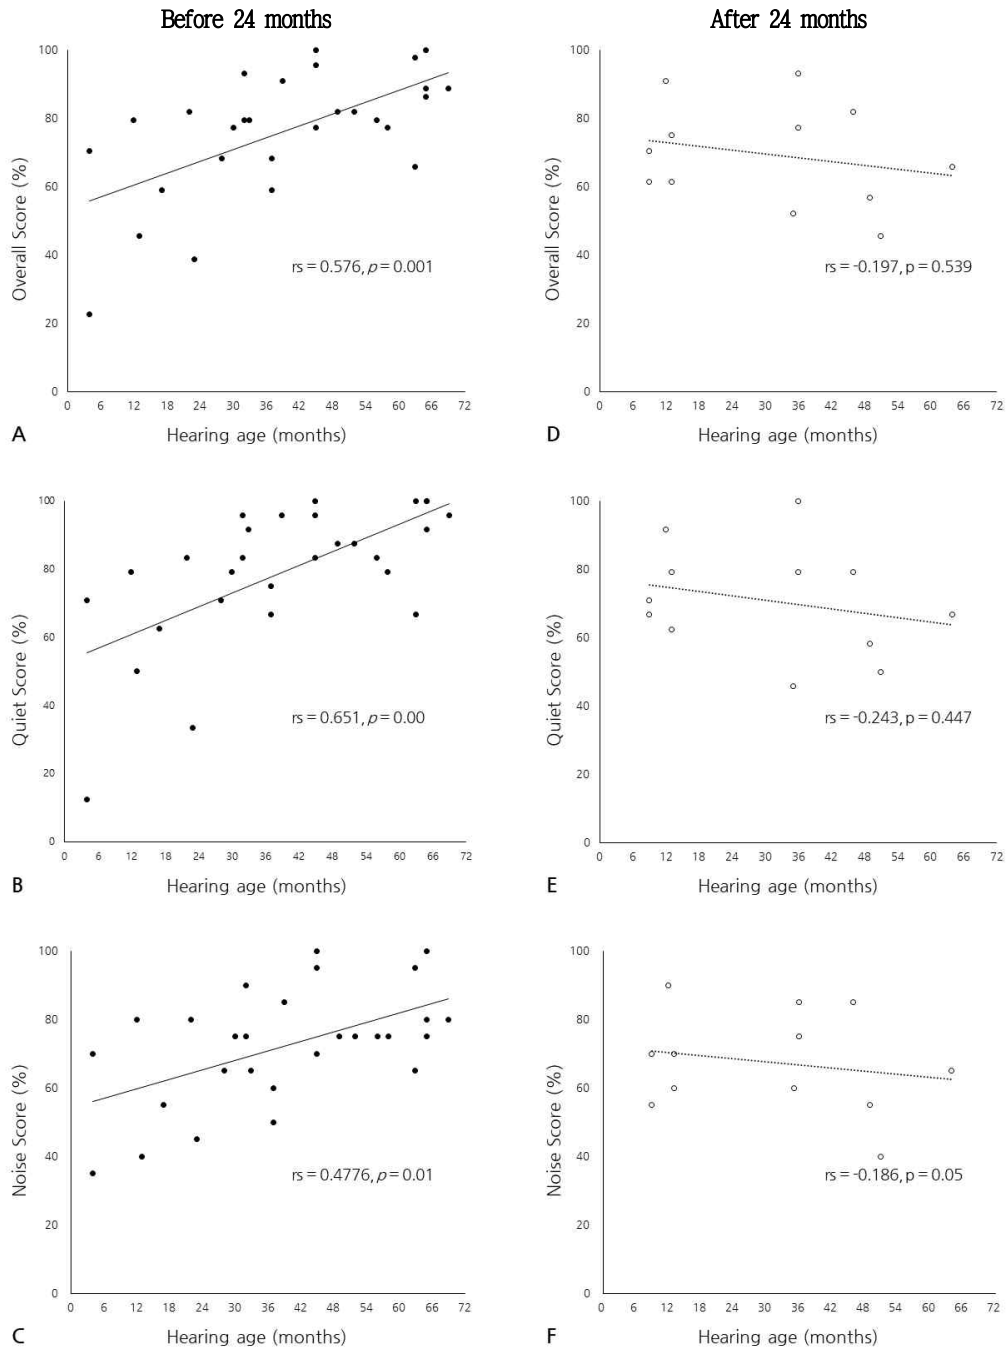 Before 24 months
After 24 months
100
80
60
40
20
0
Overall Score (%)
rs = 0.576, p = 0.001
0 6 12 18 24 30 36 42 48 54 60 66 72
A
Hearing age (months)
100
80
60
40
20
0
Overall Score (%)
rs = -0.197, p = 0.539
0 6 12 18 24 30 36 42 48 54 60 66 72
D
Hearing age (months)
100
80
60
40
20
0
Quiet Score (%)
rs = 0.651, p = 0.00
0 6 12 18 24 30 36 42 48 54 60 66 72
B
Hearing age (months)
100
80
60
40
20
0
Quiet Score (%)
rs = -0.243, p = 0.447
0 6 12 18 24 30 36 42 48 54 60 66 72
E
Hearing age (months)
100
80
60
40
20
0
Noise Score (%)
rs = 0.4776, p = 0.01
0 6 12 18 24 30 36 42 48 54 60 66 72
C
Hearing age (months)
100
80
60
40
20
0
Noise Score (%)
rs = -0.186, p = 0.05
0 6 12 18 24 30 36 42 48 54 60 66 72
F
Hearing age (months)